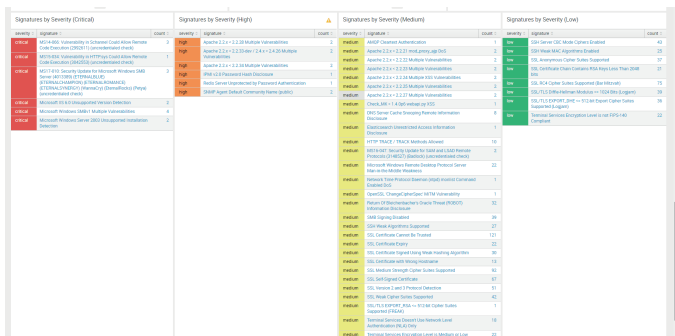 Signatures by Severity (Critical)
severity signature count
critical MS14-066: Vulnerability in Schannel Could Allow Remote 2
Code Execution (2992611) (uncredentialed check)
critical MS15-034: Vulnerability in HTTP.sys Could Allow Remote 1
Code Execution (3042553) (uncredentialed check)
critical MS17-010: Security Update for Microsoft Windows SMB 3
Server (4013389) (ETERNALBLUE)
(ETERNALCHAMPION) (ETERNALROMANCE)
(ETERNALSYNERGY) (WannaCry) (EternalRocks) (Petya)
(uncredentialed check)
critical Microsoft IIS 6.0 Unsupported Version Detection 2
critical Microsoft Windows SMBv1 Multiple Vulnerabilities
critical Microsoft Windows Server 2003 Unsupported Installation 2
Detection
Signatures by Severity (High)
severity signature count
high Apache 2.2.x < 2.2.28 Multiple Vulnerabilities 2
high Apache 2.2.x < 2.2.33-dev / 2.4.x < 2.4.26 Multiple 2
Vulnerabilities
high Apache 2.2.x < 2.2.34 Multiple Vulnerabilities 2
high IPMI v2.0 Password Hash Disclosure 1
high Redis Server Unprotected by Password Authentication 1
high SNMP Agent Default Community Name (public) 2
Signatures by Severity (Medium)
severity signature count
medium AMQP Cleartext Authentication 1
medium Apache 2.2.x < 2.2.21 mod_proxy_ajp DoS 2
medium Apache 2.2.x < 2.2.22 Multiple Vulnerabilities 2
medium Apache 2.2.x < 2.2.23 Multiple Vulnerabilities 2
medium Apache 2.2.x < 2.2.24 Multiple XSS Vulnerabilities 2
medium Apache 2.2.x < 2.2.25 Multiple Vulnerabilities 2
medium Apache 2.2.x < 2.2.27 Multiple Vulnerabilities 2
medium Check_MK < 1.4.0p6 webapi.py XSS 1
medium DNS Server Cache Snooping Remote Information
Disclosure
medium Elasticsearch Unrestricted Access Information 1
Disclosure
medium HTTP TRACE / TRACK Methods Allowed 10
medium MS16-047: Security Update for SAM and LSAD Remote
Protocols (3148527) (Badlock) (uncredentialed check)
medium Microsoft Windows Remote Desktop Protocol Server 22
Man-in-the-Middle Weakness
medium Network Time Protocol Daemon (ntpd) monlist Command 1
Enabled DoS
medium OpenSSL 'ChangeCipherSpec' MiTM Vulnerability 1
medium Return Of Bleichenbacher's Oracle Threat (ROBOT) 32
Information Disclosure
medium SMB Signing Disabled 39
medium SSH Weak Algorithms Supported 27
medium SSL Certificate Cannot Be Trusted 121
medium SSL Certificate Expiry 22
medium SSL Certificate Signed Using Weak Hashing Algorithm 30
medium SSL Certificate with Wrong Hostname 13
medium SSL Medium Strength Cipher Suites Supported 92
medium SSL Self-Signed Certificate 67
medium SSL Version 2 and 3 Protocol Detection 51
medium SSL Weak Cipher Suites Supported 42
medium SSL/TLS EXPORT_RSA <= 512-bit Cipher Suites 1
Supported (FREAK)
medium Terminal Services Doesn't Use Network Level 18
Authentication (NLA) Only
medium Terminal Services Encryption Level is Medium or Low 22
Signatures by Severity (Low)
severity signature count
low SSH Server CBC Mode Ciphers Enabled 43
low SSH Weak MAC Algorithms Enabled 25
low SSL Anonymous Cipher Suites Supported 37
low SSL Certificate Chain Contains RSA Keys Less Than 2048 31
bits
low SSL RC4 Cipher Suites Supported (Bar Mitzvah) 75
low SSL/TLS Diffie-Hellman Modulus <= 1024 Bits (Logjam) 39
low SSL/TLS EXPORT_DHE <= 512-bit Export Cipher Suites 36
Supported (Logjam)
low Terminal Services Encryption Level is not FIPS-140 22
Compliant